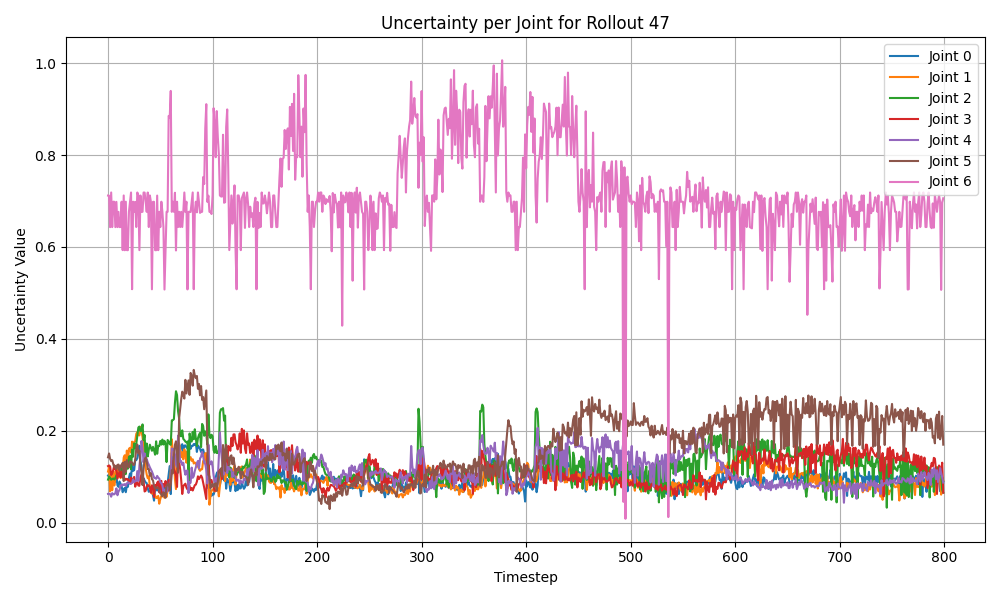 Uncertainty per Joint for Rollout 47
Uncertainty Value
1.0
0.8
0.6
0.4
0.2
0.0
0 100 200 300 400 500 600 700 800
Timestep
Joint 0
Joint 1
Joint 2
Joint 3
Joint 4
Joint 5
Joint 6